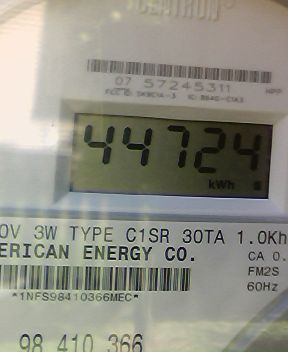 CENTRON
07 57245311
44724
kWh
0V 3W TYPE C1SR 30TA 1.0Kh
ERICAN ENERGY CO.
CA 0.
FM2S
*1NFS98410366MEC*
60Hz
98 410 366